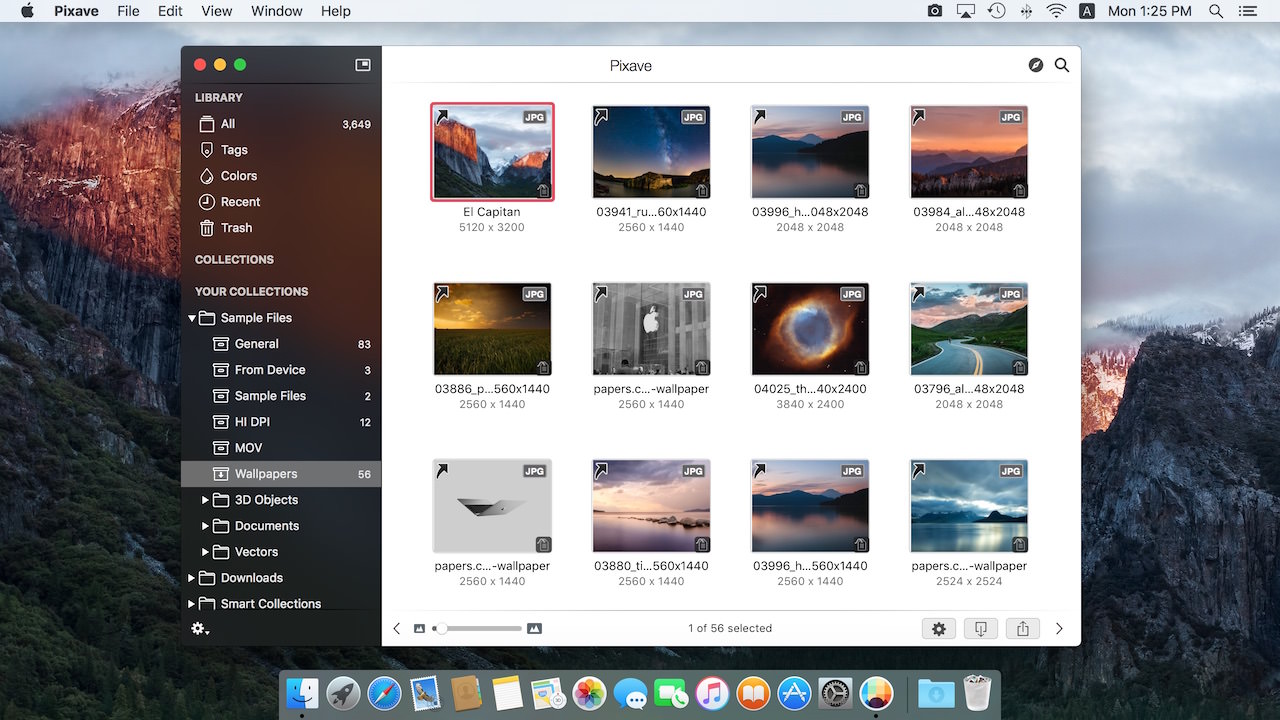 Pixave File Edit View Window Help
A Mon 1:25 PM
Pixave
LIBRARY
All 3,649
Tags
Colors
Recent
Trash
COLLECTIONS
YOUR COLLECTIONS
Sample Files
General 83
From Device 3
Sample Files 2
HI DPI 12
MOV
Wallpapers 56
3D Objects
Documents
Vectors
Downloads
Smart Collections
JPG JPG JPG JPG
El Capitan 03941_ru...60x1440 03996_h...048x2048 03984_al...48x2048
5120 x 3200 2560 x 1440 2048 x 2048 2048 x 2048
JPG JPG JPG JPG
03886_p...560x1440 papers.c...-wallpaper 04025_th...40x2400 03796_al...48x2048
2560 x 1440 2560 x 1440 3840 x 2400 2048 x 2048
JPG JPG JPG JPG
papers.c...-wallpaper 03880_ti...560x1440 03996_h...560x1440 papers.c...-wallpaper
2560 x 1440 2560 x 1440 2560 x 1440 2524 x 2524
1 of 56 selected